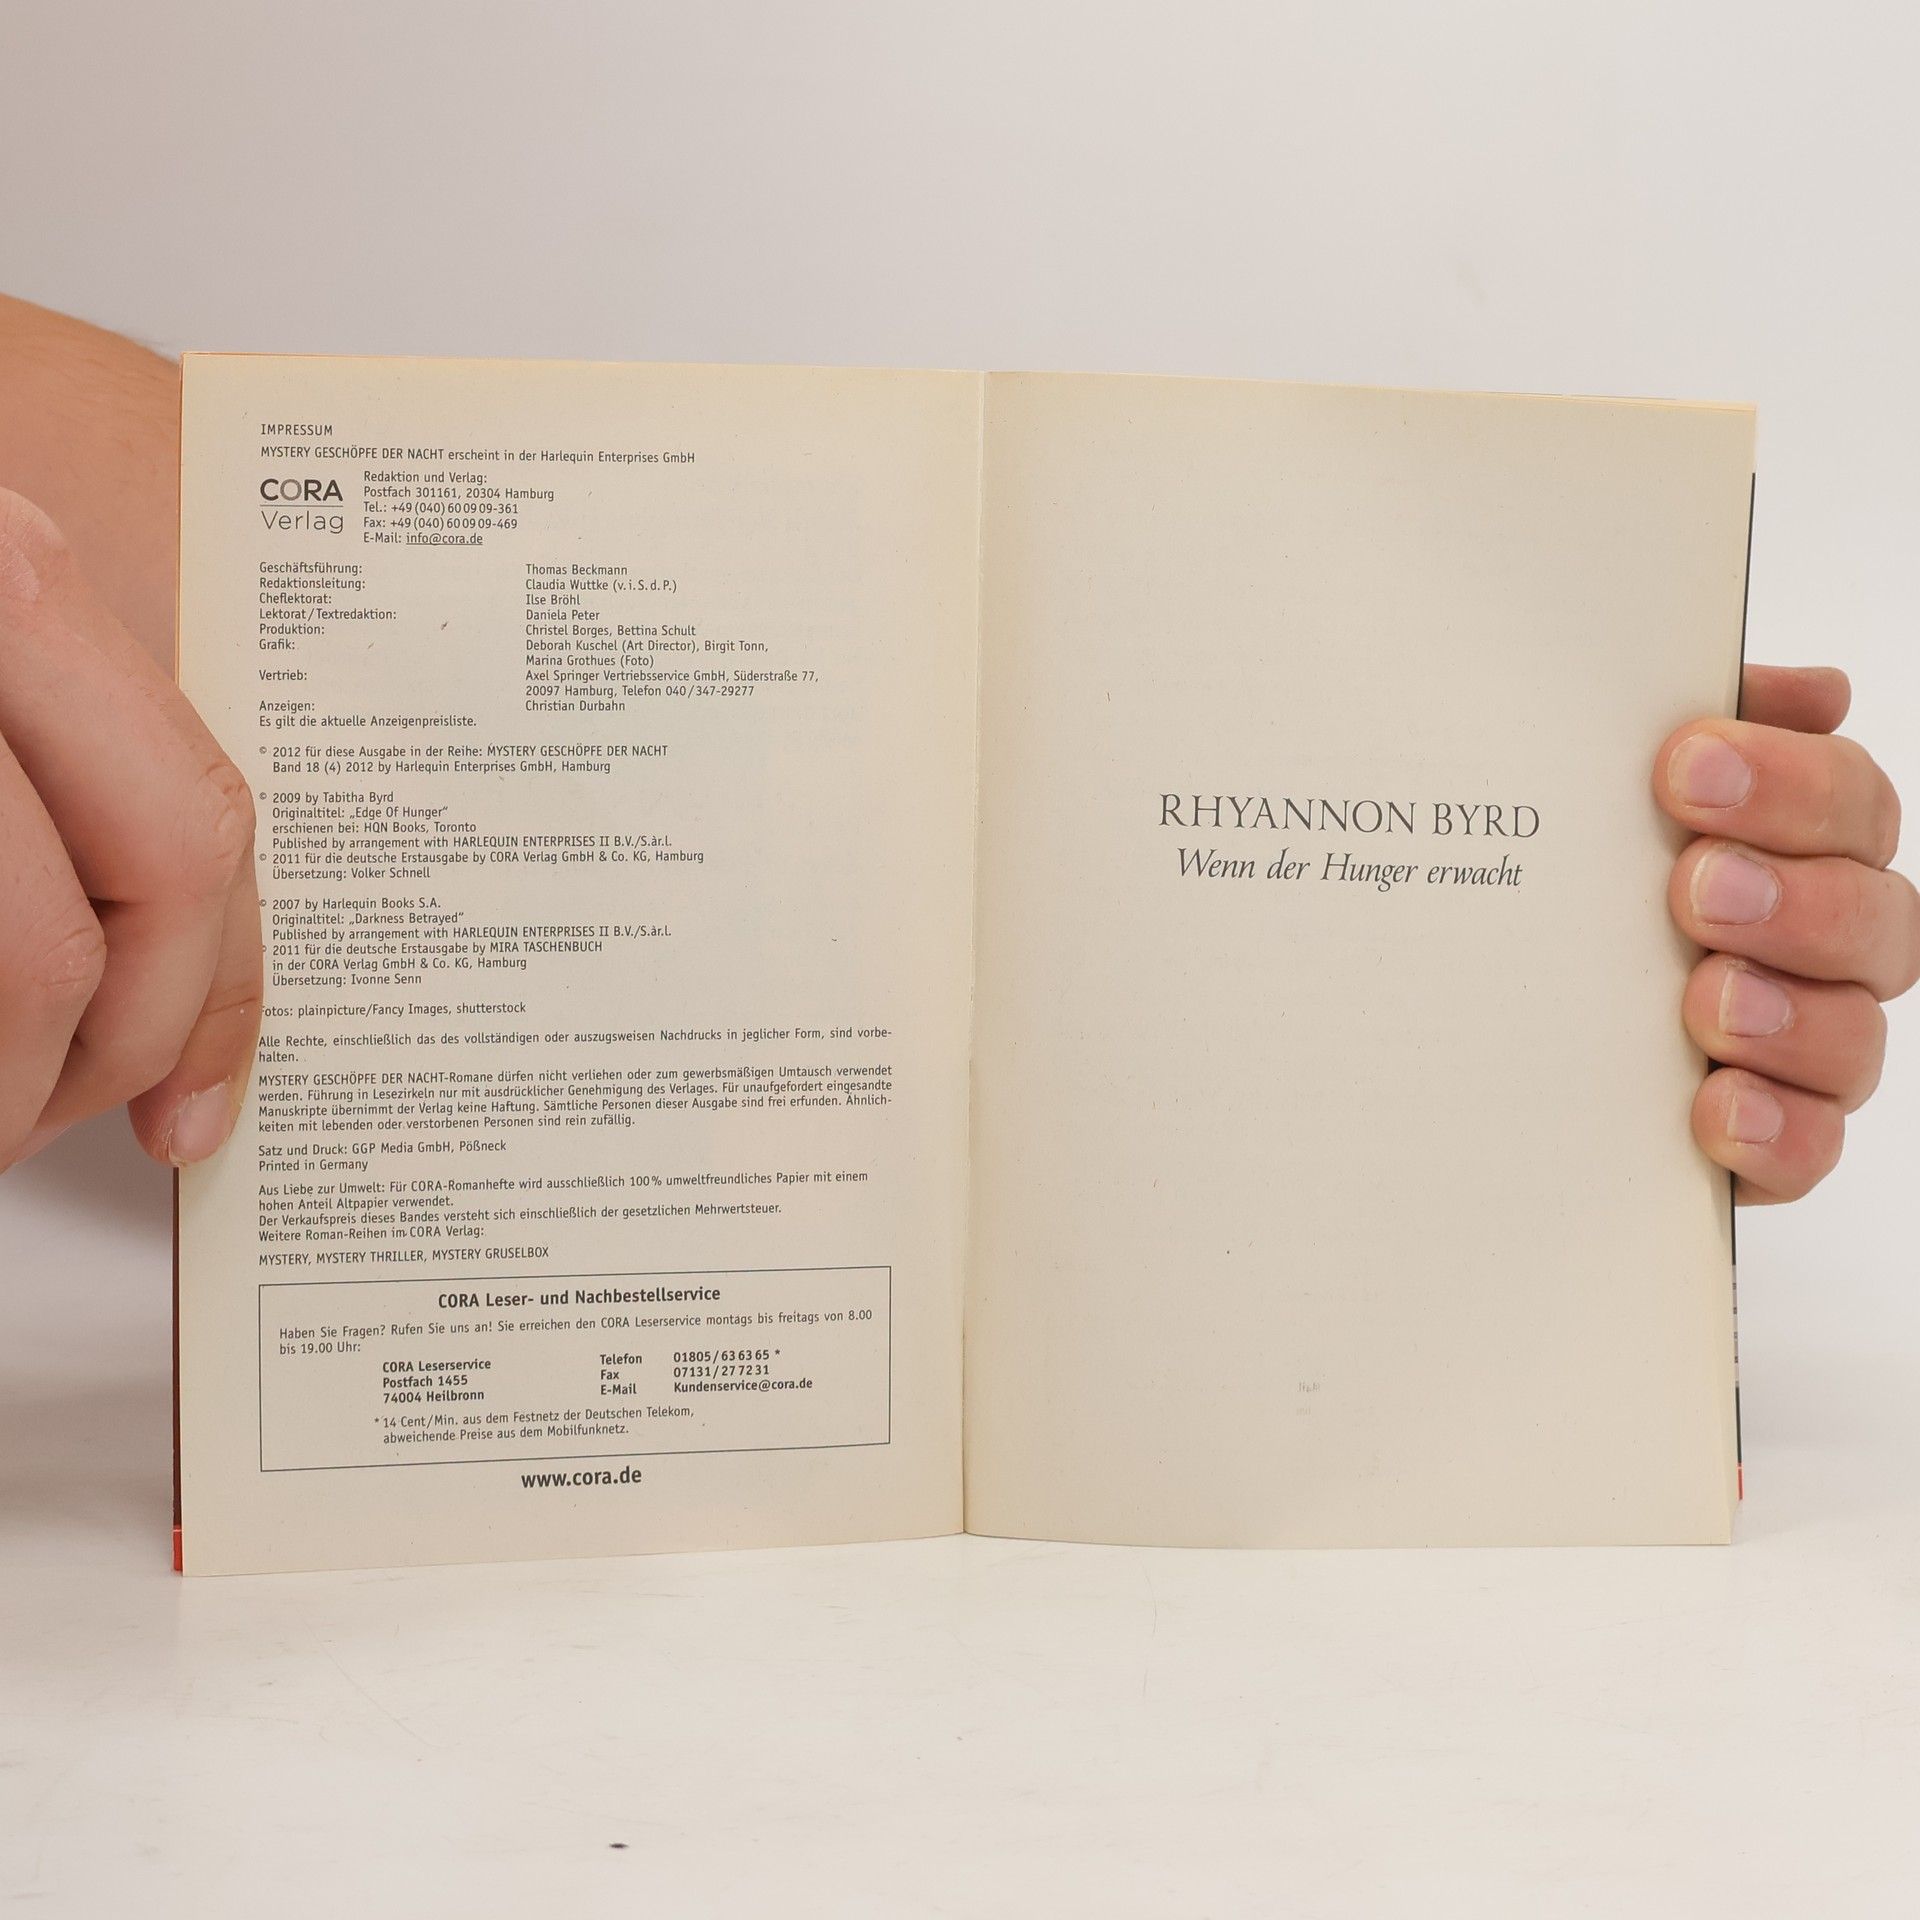 IMPRESSUM
MYSTERY GESCHÖPFE DER NACHT erscheint in der Harlequin Enterprises GmbH
CORA
Verlag
Redaktion und Verlag:
Postfach 301161, 20304 Hamburg
Tel.: +49 (040) 60 09 09-361
Fax: +49 (040) 60 09 09-469
E-Mail: info@cora.de
Geschäftsführung: Thomas Beckmann
Redaktionsleitung: Claudia Wuttke (v. i. S. d. P.)
Cheflektorat: Ilse Bröhl
Lektorat/Textredaktion: Daniela Peter
Produktion: Christel Borges, Bettina Schult
Grafik: Deborah Kuschel (Art Director), Birgit Tonn,
Marina Grothues (Foto)
Vertrieb: Axel Springer Vertriebsservice GmbH, Süderstraße 77,
20097 Hamburg, Telefon 040/347-29277
Anzeigen: Christian Durbahn
Es gilt die aktuelle Anzeigenpreisliste.
© 2012 für diese Ausgabe in der Reihe: MYSTERY GESCHÖPFE DER NACHT
Band 18 (4) 2012 by Harlequin Enterprises GmbH, Hamburg
© 2009 by Tabitha Byrd
Originaltitel: „Edge Of Hunger“
erschienen bei: HQN Books, Toronto
Published by arrangement with HARLEQUIN ENTERPRISES II B.V./S.àr.l.
© 2011 für die deutsche Erstausgabe by CORA Verlag GmbH & Co. KG, Hamburg
Übersetzung: Volker Schnell
© 2007 by Harlequin Books S.A.
Originaltitel: „Darkness Betrayed“
Published by arrangement with HARLEQUIN ENTERPRISES II B.V./S.àr.l.
© 2011 für die deutsche Erstausgabe by MIRA TASCHENBUCH
in der CORA Verlag GmbH & Co. KG, Hamburg
Übersetzung: Ivonne Senn
Fotos: plainpicture/Fancy Images, shutterstock
Alle Rechte, einschließlich das des vollständigen oder auszugsweisen Nachdrucks in jeglicher Form, sind vorbe-
halten.
MYSTERY GESCHÖPFE DER NACHT-Romane dürfen nicht verliehen oder zum gewerbsmäßigen Umtausch verwendet
werden. Führung in Lesezirkeln nur mit ausdrücklicher Genehmigung des Verlages. Für unaufgefordert eingesandte
Manuskripte übernimmt der Verlag keine Haftung. Sämtliche Personen dieser Ausgabe sind frei erfunden. Ähnlich-
keiten mit lebenden oder verstorbenen Personen sind rein zufällig.
Satz und Druck: GGP Media GmbH, Pößneck
Printed in Germany
Aus Liebe zur Umwelt: Für CORA-Romanhefte wird ausschließlich 100% umweltfreundliches Papier mit einem
hohen Anteil Altpapier verwendet.
Der Verkaufspreis dieses Bandes versteht sich einschließlich der gesetzlichen Mehrwertsteuer.
Weitere Roman-Reihen im CORA Verlag:
MYSTERY, MYSTERY THRILLER, MYSTERY GRUSELBOX
CORA Leser- und Nachbestellservice
Haben Sie Fragen? Rufen Sie uns an! Sie erreichen den CORA Leserservice montags bis freitags von 8.00
bis 19.00 Uhr:
CORA Leserservice Telefon 01805/63 63 65 *
Postfach 1455 Fax 07131/27 72 31
74004 Heilbronn E-Mail Kundenservice@cora.de
* 14 Cent/Min. aus dem Festnetz der Deutschen Telekom,
abweichende Preise aus dem Mobilfunknetz.
www.cora.de
RHYANNON BYRD
Wenn der Hunger erwacht